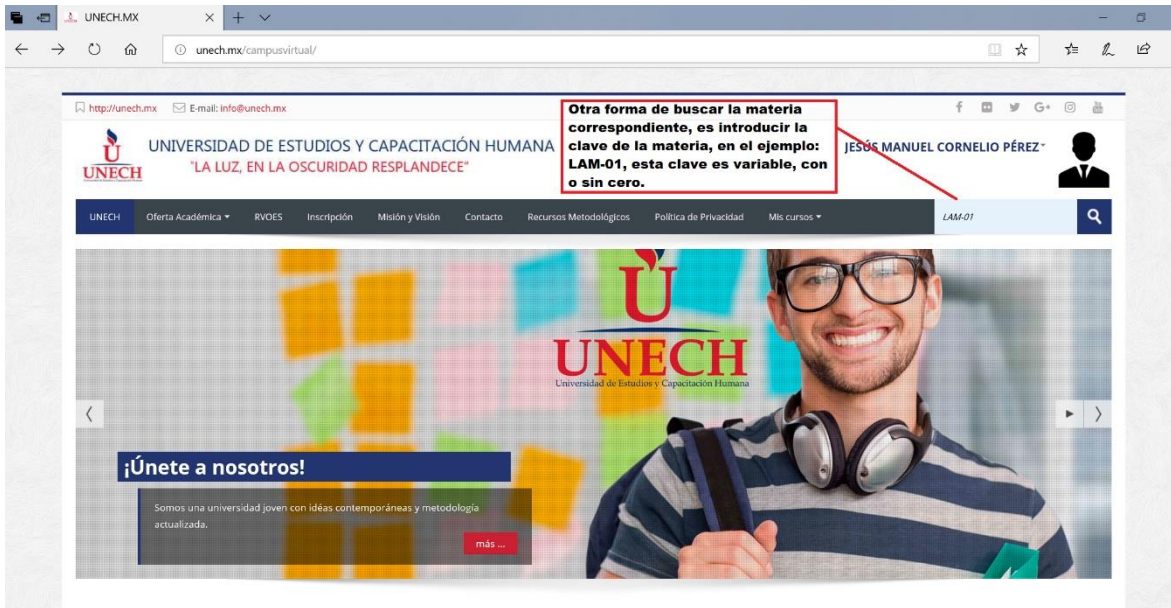 UNECH.MX
unech.mx/campusvirtual/
http://unech.mx E-mail: info@unech.mx
Otra forma de buscar la materia
correspondiente, es introducir la
clave de la materia, en el ejemplo:
LAM-01, esta clave es variable, con
o sin cero.
UNECH
UNIVERSIDAD DE ESTUDIOS Y CAPACITACIÓN HUMANA
"LA LUZ, EN LA OSCURIDAD RESPLANDECE"
JESÚS MANUEL CORNELIO PÉREZ
UNECH Oferta Académica RVOES Inscripción Misión y Visión Contacto Recursos Metodológicos Política de Privacidad Mis cursos LAM-01
UNECH
Universidad de Estudios y Capacitación Humana
¡Únete a nosotros!
Somos una universidad joven con idéas contemporáneas y metodología
actualizada.
más ...